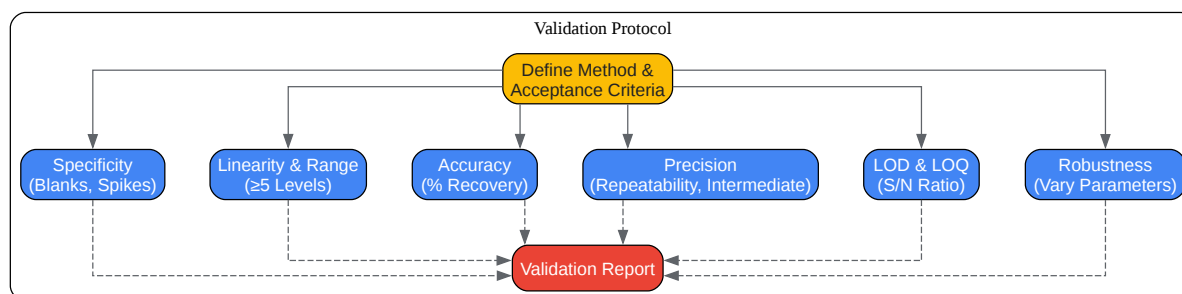 Validation Protocol
Define Method &
Acceptance Criteria
Specificity
(Blanks, Spikes)
Linearity & Range
(≥5 Levels)
Accuracy
(% Recovery)
Precision
(Repeatability, Intermediate)
LOD & LOQ
(S/N Ratio)
Robustness
(Vary Parameters)
Validation Report